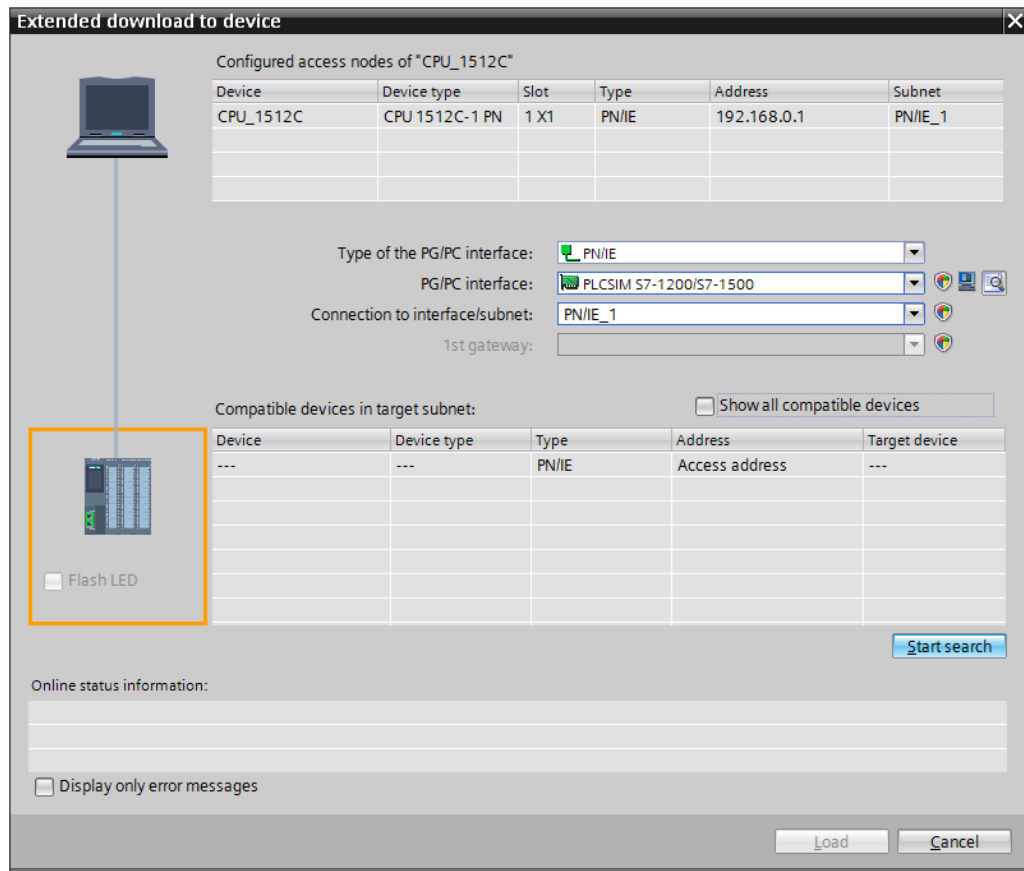 Extended download to device
Configured access nodes of "CPU_1512C"
Device Device type Slot Type Address Subnet
CPU_1512C CPU 1512C-1 PN 1 X1 PN/IE 192.168.0.1 PN/IE_1
Type of the PG/PC interface: PN/IE
PG/PC interface: PLCSIM S7-1200/S7-1500
Connection to interface/subnet: PN/IE_1
1st gateway:
Compatible devices in target subnet: Show all compatible devices
Device Device type Type Address Target device
--- --- PN/IE Access address ---
Flash LED
Start search
Online status information:
Display only error messages
Load Cancel